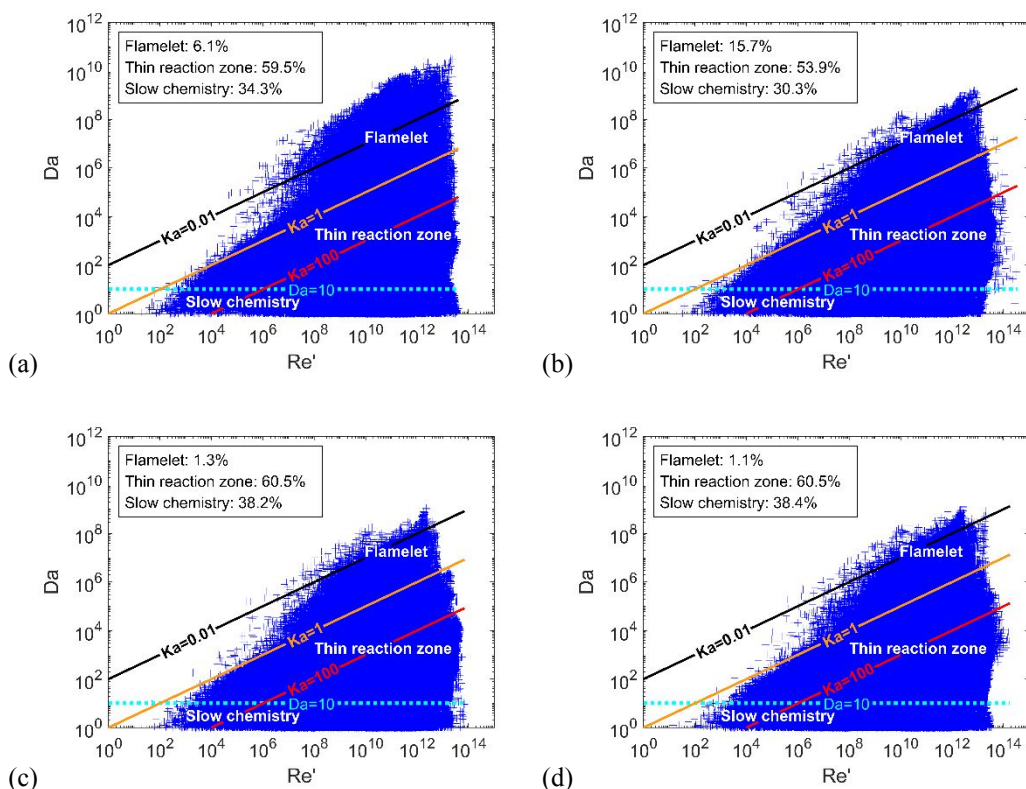 Flamelet: 6.1%
Thin reaction zone: 59.5%
Slow chemistry: 34.3%
10^12
10^10
10^8
10^6
10^4
10^2
10^0
Da
Flamelet
Ka=0.01
Ka=1
Thin reaction zone
Ka=100
Da=10
Slow chemistry
10^0 10^2 10^4 10^6 10^8 10^10 10^12 10^14
Re'
(a)
Flamelet: 15.7%
Thin reaction zone: 53.9%
Slow chemistry: 30.3%
10^12
10^10
10^8
10^6
10^4
10^2
10^0
Da
Flamelet
Ka=0.01
Ka=1
Thin reaction zone
Ka=100
Da=10
Slow chemistry
10^0 10^2 10^4 10^6 10^8 10^10 10^12 10^14
Re'
(b)
Flamelet: 1.3%
Thin reaction zone: 60.5%
Slow chemistry: 38.2%
10^12
10^10
10^8
10^6
10^4
10^2
10^0
Da
Flamelet
Ka=0.01
Ka=1
Thin reaction zone
Ka=100
Da=10
Slow chemistry
10^0 10^2 10^4 10^6 10^8 10^10 10^12 10^14
Re'
(c)
Flamelet: 1.1%
Thin reaction zone: 60.5%
Slow chemistry: 38.4%
10^12
10^10
10^8
10^6
10^4
10^2
10^0
Da
Flamelet
Ka=0.01
Ka=1
Thin reaction zone
Ka=100
Da=10
Slow chemistry
10^0 10^2 10^4 10^6 10^8 10^10 10^12 10^14
Re'
(d)